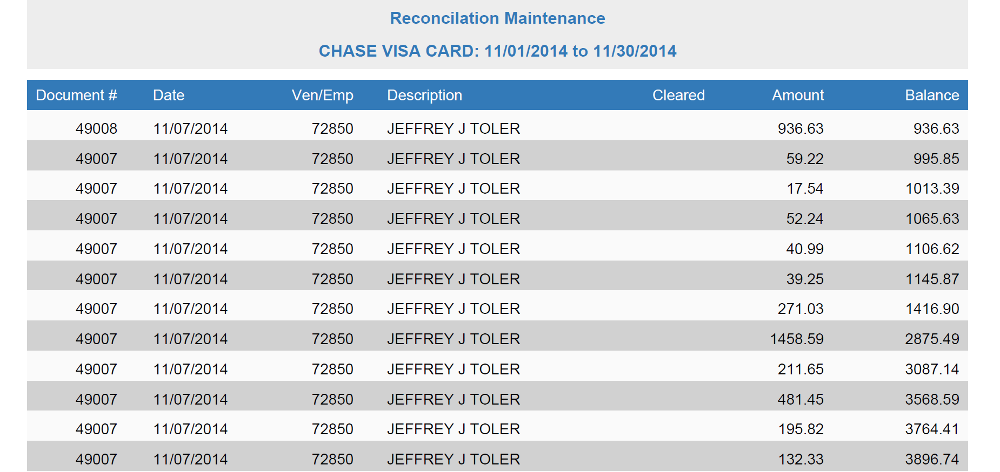 Reconcilation Maintenance
CHASE VISA CARD: 11/01/2014 to 11/30/2014
Document # Date Ven/Emp Description Cleared Amount Balance
49008 11/07/2014 72850 JEFFREY J TOLER 936.63 936.63
49007 11/07/2014 72850 JEFFREY J TOLER 59.22 995.85
49007 11/07/2014 72850 JEFFREY J TOLER 17.54 1013.39
49007 11/07/2014 72850 JEFFREY J TOLER 52.24 1065.63
49007 11/07/2014 72850 JEFFREY J TOLER 40.99 1106.62
49007 11/07/2014 72850 JEFFREY J TOLER 39.25 1145.87
49007 11/07/2014 72850 JEFFREY J TOLER 271.03 1416.90
49007 11/07/2014 72850 JEFFREY J TOLER 1458.59 2875.49
49007 11/07/2014 72850 JEFFREY J TOLER 211.65 3087.14
49007 11/07/2014 72850 JEFFREY J TOLER 481.45 3568.59
49007 11/07/2014 72850 JEFFREY J TOLER 195.82 3764.41
49007 11/07/2014 72850 JEFFREY J TOLER 132.33 3896.74